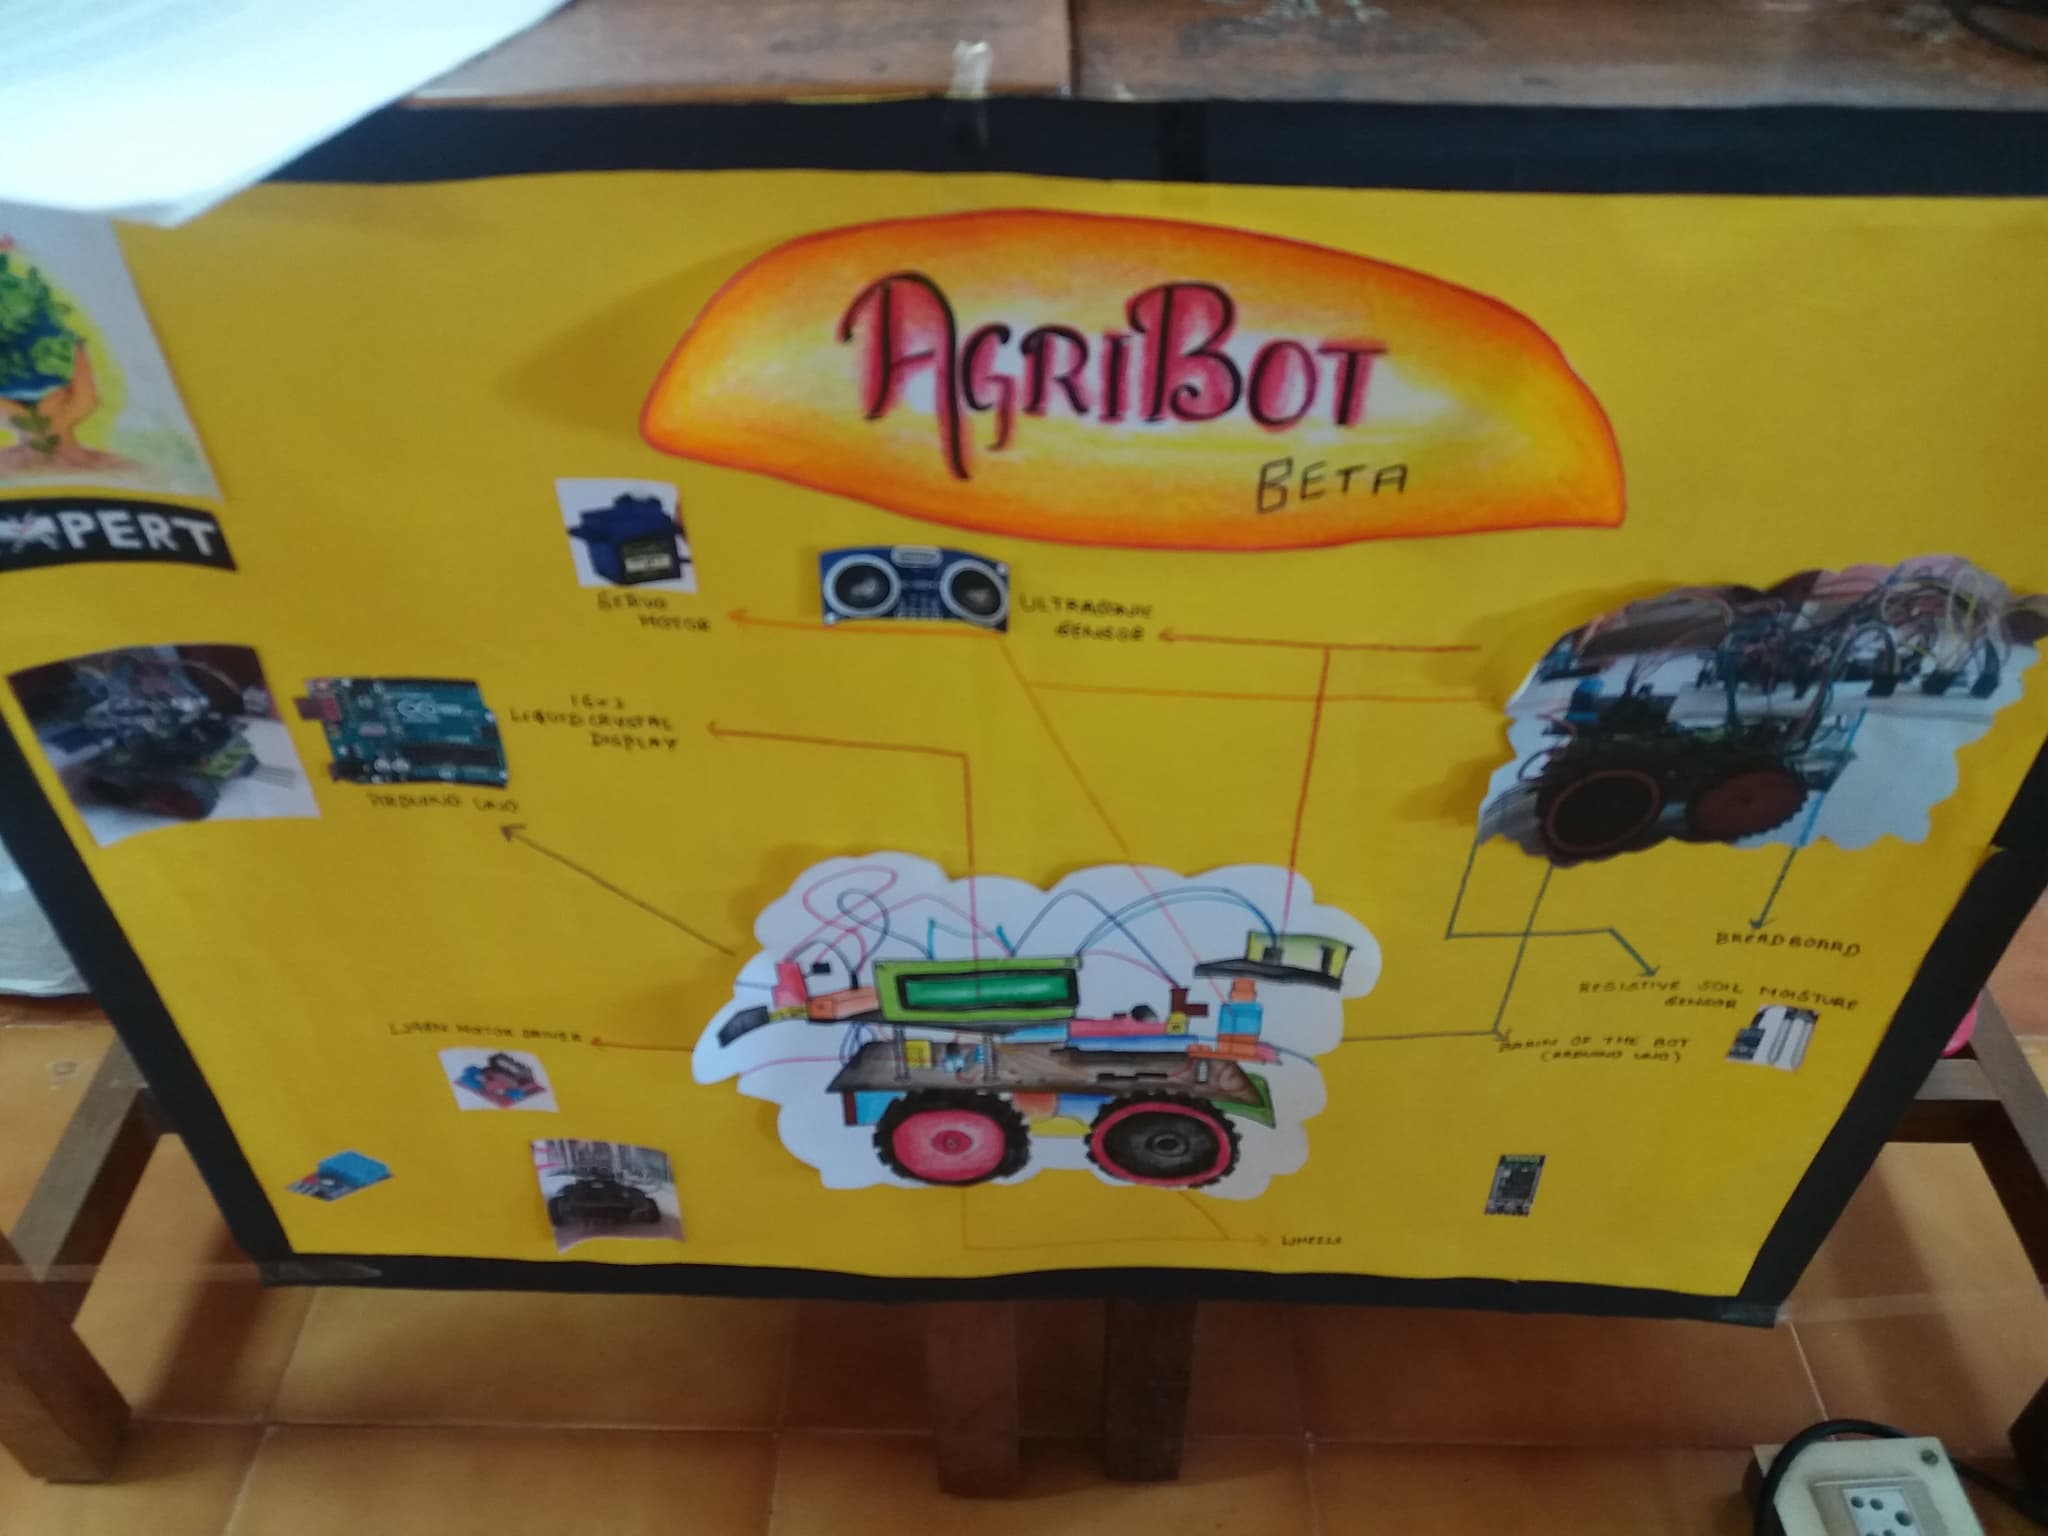 AGRIBOT
BETA
PERT
SERVO
MOTOR
ULTRASONIC
SENSOR
16x2
LIQUID CRYSTAL
DISPLAY
ARDUINO UNO
BREADBOARD
RESISTIVE SOIL MOISTURE
SENSOR
BRAIN OF THE BOT
(ARDUINO UNO)
MOTOR DRIVER
WHEELS